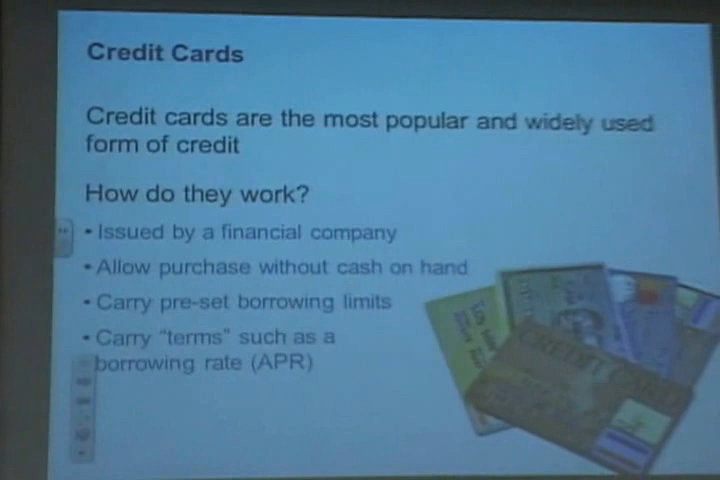 Credit Cards
Credit cards are the most popular and widely used
form of credit
How do they work?
• Issued by a financial company
• Allow purchase without cash on hand
• Carry pre-set borrowing limits
• Carry “terms” such as a
borrowing rate (APR)
CREDIT CARD